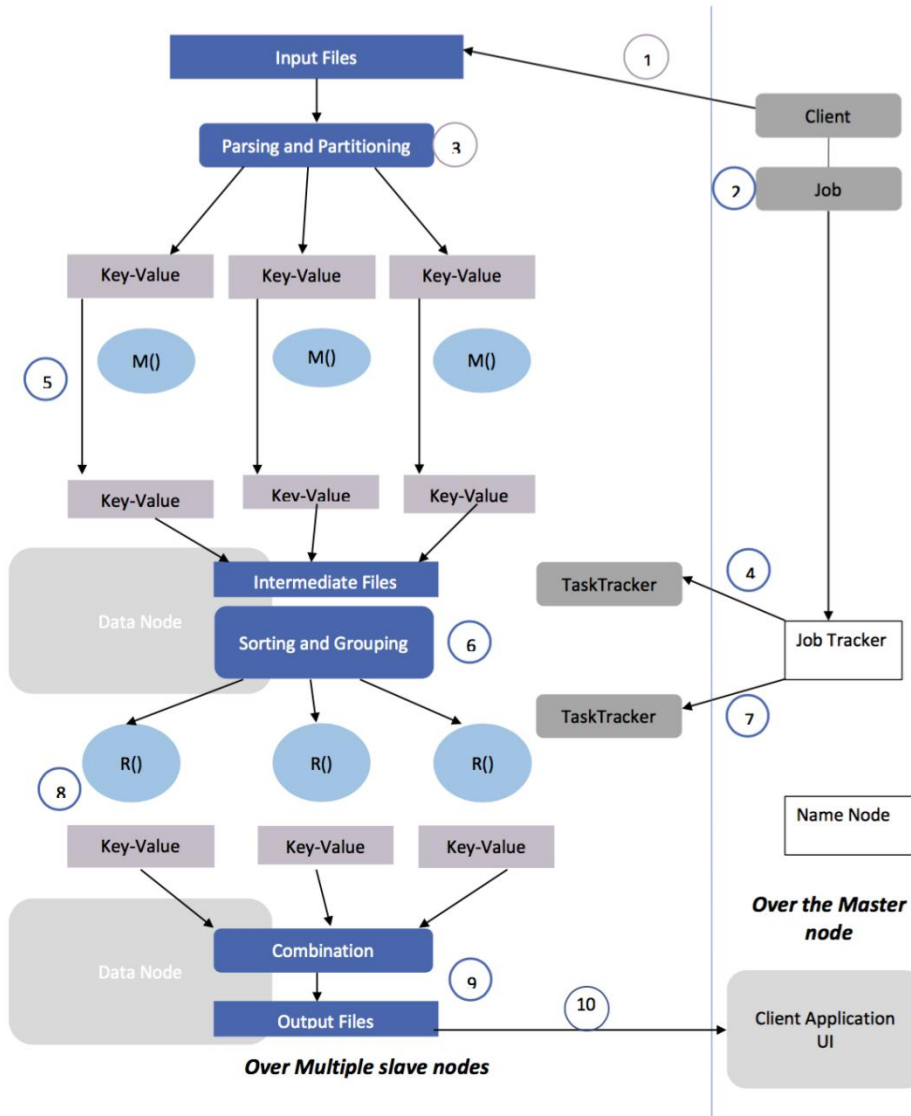 Input Files
1
Client
Parsing and Partitioning
3
2
Job
Key-Value
Key-Value
Key-Value
M()
M()
M()
5
Key-Value
Key-Value
Key-Value
Data Node
Intermediate Files
TaskTracker
4
Sorting and Grouping
6
Job Tracker
TaskTracker
7
R()
R()
R()
8
Name Node
Key-Value
Key-Value
Key-Value
Over the Master
node
Data Node
Combination
9
10
Output Files
Client Application
UI
Over Multiple slave nodes